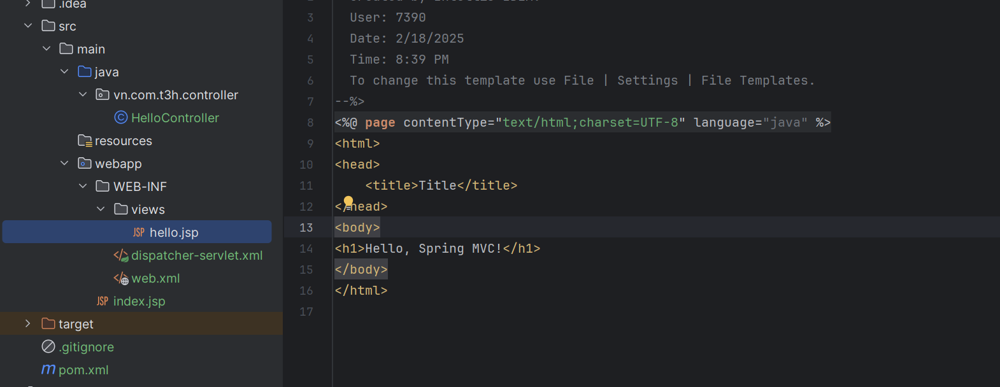 .idea
src
main
java
vn.com.t3h.controller
HelloController
resources
webapp
WEB-INF
views
JSP hello.jsp
dispatcher-servlet.xml
web.xml
JSP index.jsp
target
.gitignore
m pom.xml
3 User: 7390
4 Date: 2/18/2025
5 Time: 8:39 PM
6 To change this template use File | Settings | File Templates.
7 --%>
8 <%@ page contentType="text/html;charset=UTF-8" language="java" %>
9 <html>
10 <head>
11 <title>Title</title>
12 </head>
13 <body>
14 <h1>Hello, Spring MVC!</h1>
15 </body>
16 </html>
17